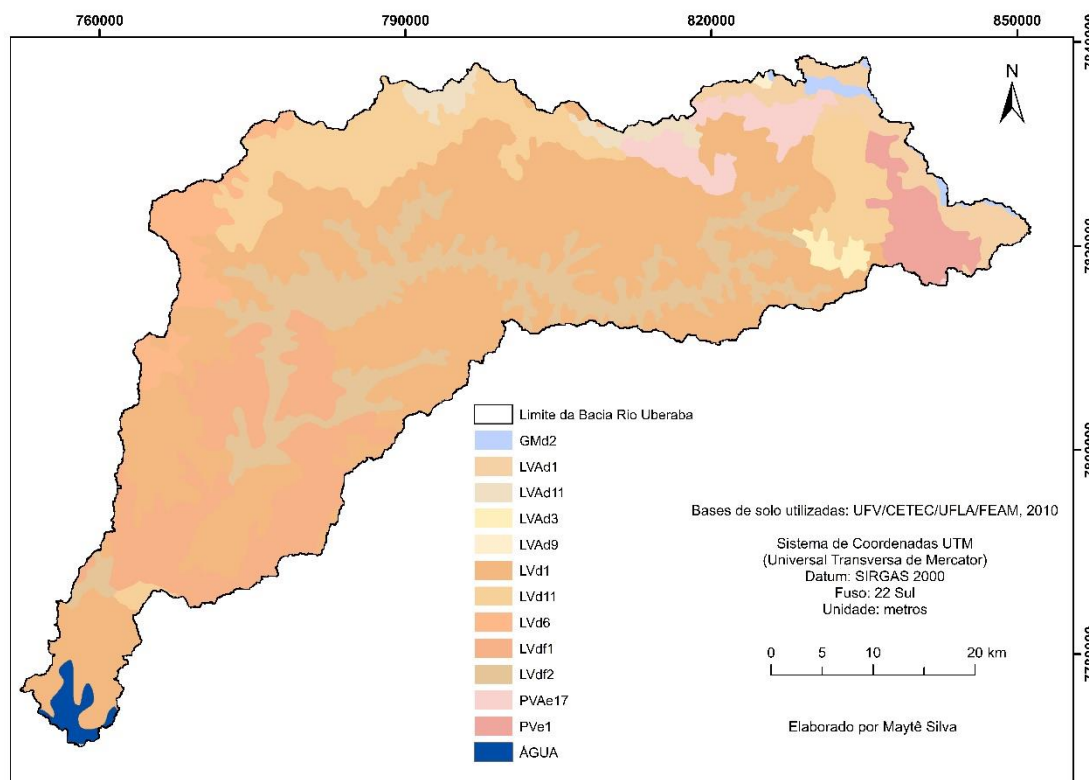 760000
790000
820000
850000
N
Limite da Bacia Rio Uberaba
GMd2
LVAd1
LVAd11
LVAd3
LVAd9
LVd1
LVd11
LVd6
LVdf1
LVdf2
PVAe17
PVe1
ÁGUA
Bases de solo utilizadas: UFV/CETEC/UFLA/FEAM, 2010
Sistema de Coordenadas UTM
(Universal Transversa de Mercator)
Datum: SIRGAS 2000
Fuso: 22 Sul
Unidade: metros
0 5 10 20 km
Elaborado por Maytê Silva